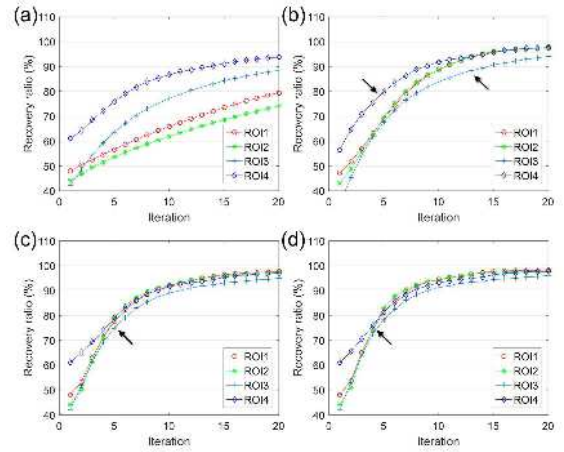 (a)
Recovery ratio (%)
110
100
90
80
70
60
50
40
0
5
10
15
20
Iteration
ROI1
ROI2
ROI3
ROI4
(b)
Recovery ratio (%)
110
100
90
80
70
60
50
40
0
5
10
15
20
Iteration
ROI1
ROI2
ROI3
ROI4
(c)
Recovery ratio (%)
110
100
90
80
70
60
50
40
0
5
10
15
20
Iteration
ROI1
ROI2
ROI3
ROI4
(d)
Recovery ratio (%)
110
100
90
80
70
60
50
40
0
5
10
15
20
Iteration
ROI1
ROI2
ROI3
ROI4